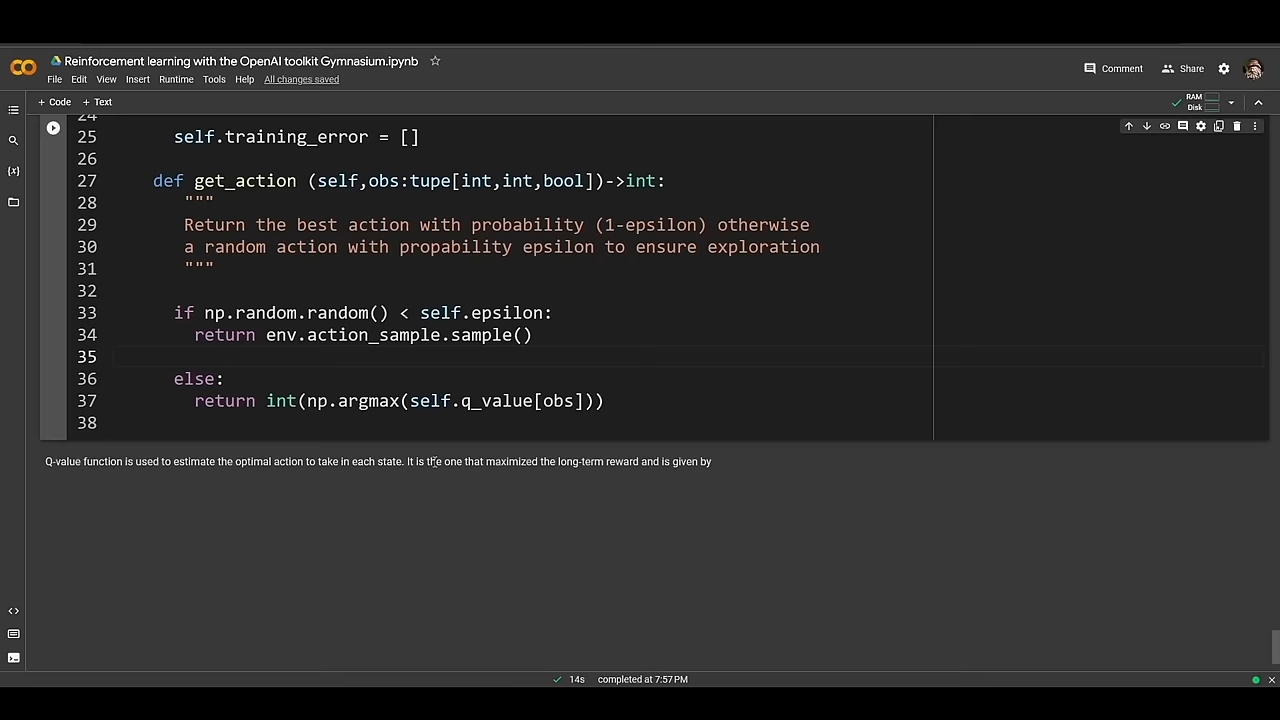 Reinforcement learning with the OpenAI toolkit Gymnasium.ipynb
File Edit View Insert Runtime Tools Help All changes saved
Comment Share
+ Code + Text
RAM
Disk
24
25 self.training_error = []
26
27 def get_action (self,obs:tupe[int,int,bool])->int:
28 """
29 Return the best action with probability (1-epsilon) otherwise
30 a random action with propability epsilon to ensure exploration
31 """
32
33 if np.random.random() < self.epsilon:
34 return env.action_sample.sample()
35
36 else:
37 return int(np.argmax(self.q_value[obs]))
38
Q-value function is used to estimate the optimal action to take in each state. It is the one that maximized the long-term reward and is given by
14s completed at 7:57 PM